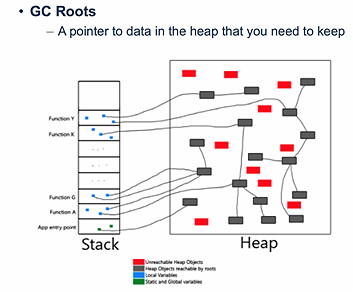 • GC Roots
– A pointer to data in the heap that you need to keep
Function Y
Function X
Function G
Function A
App entry point
Stack
Heap
Unreachable Heap Objects
Heap Objects reachable by roots
Local Variables
Static and Global variables